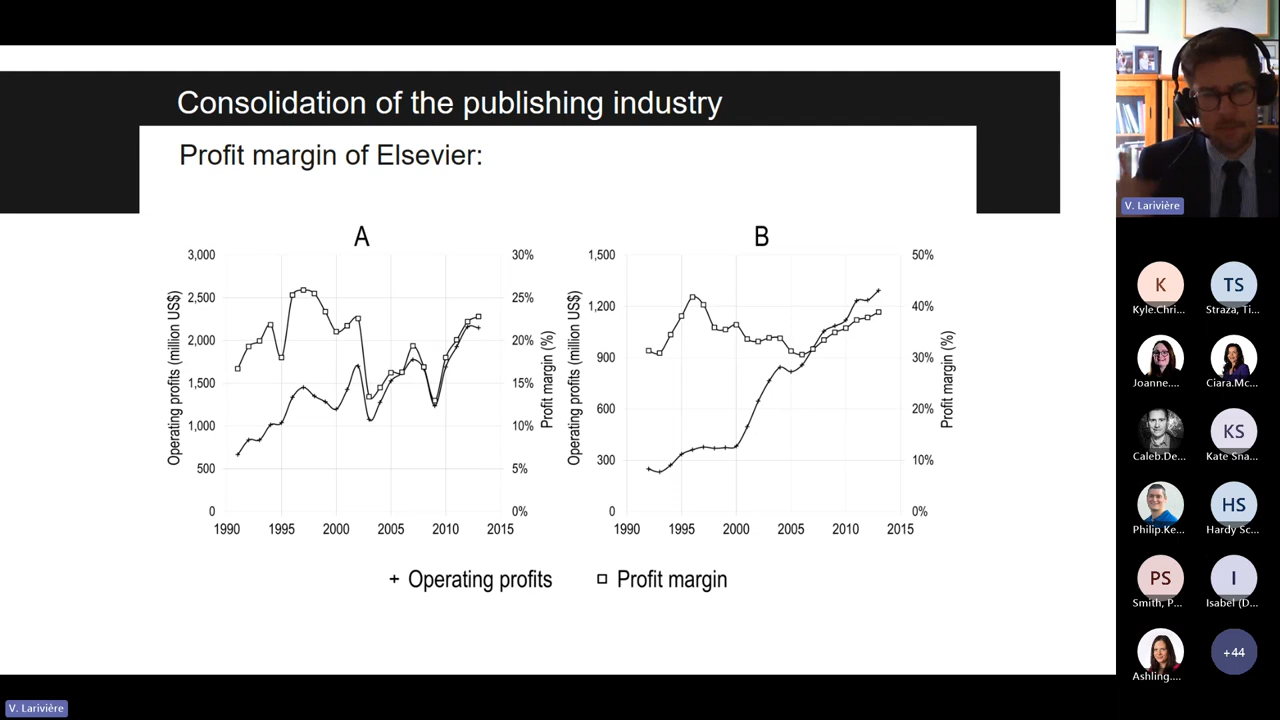 Consolidation of the publishing industry
Profit margin of Elsevier:
A
3,000
2,500
2,000
1,500
1,000
500
0
Operating profits (million US$)
30%
25%
20%
15%
10%
5%
0%
Profit margin (%)
1990 1995 2000 2005 2010 2015
B
1,500
1,200
900
600
300
0
Operating profits (million US$)
50%
40%
30%
20%
10%
0%
Profit margin (%)
1990 1995 2000 2005 2010 2015
+ Operating profits
Profit margin
V. Larivière
K
Kyle.Chri...
TS
Straza, Ti...
Joanne....
Ciara.Mc...
Caleb.De...
KS
Kate Sna...
Philip.Ke...
HS
Hardy Sc...
PS
Smith, P...
I
Isabel (D...
Ashling....
+44
V. Larivière